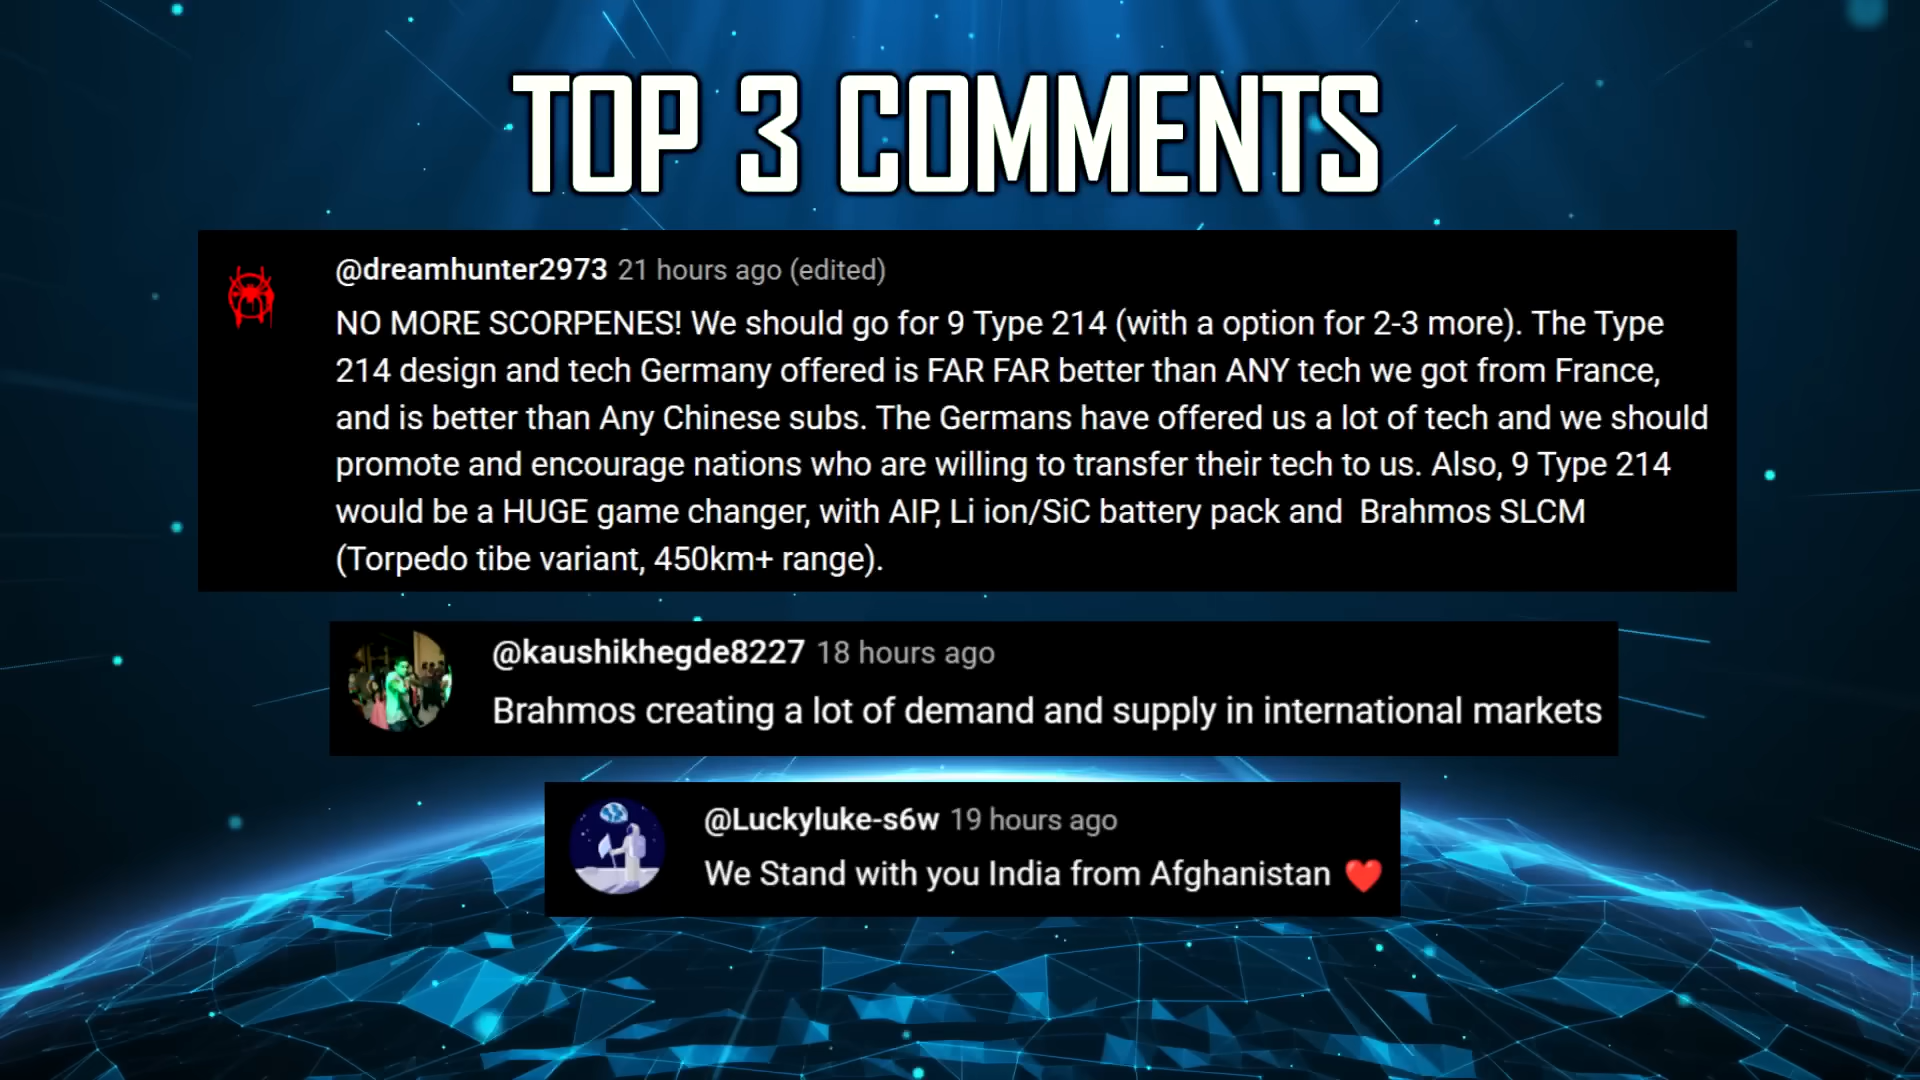 TOP 3 COMMENTS
@dreamhunter2973 21 hours ago (edited)
NO MORE SCORPENES! We should go for 9 Type 214 (with a option for 2-3 more). The Type
214 design and tech Germany offered is FAR FAR better than ANY tech we got from France,
and is better than Any Chinese subs. The Germans have offered us a lot of tech and we should
promote and encourage nations who are willing to transfer their tech to us. Also, 9 Type 214
would be a HUGE game changer, with AIP, Li ion/SiC battery pack and  Brahmos SLCM
(Torpedo tibe variant, 450km+ range).
@kaushikhegde8227 18 hours ago
Brahmos creating a lot of demand and supply in international markets
@Luckyluke-s6w 19 hours ago
We Stand with you India from Afghanistan ❤️